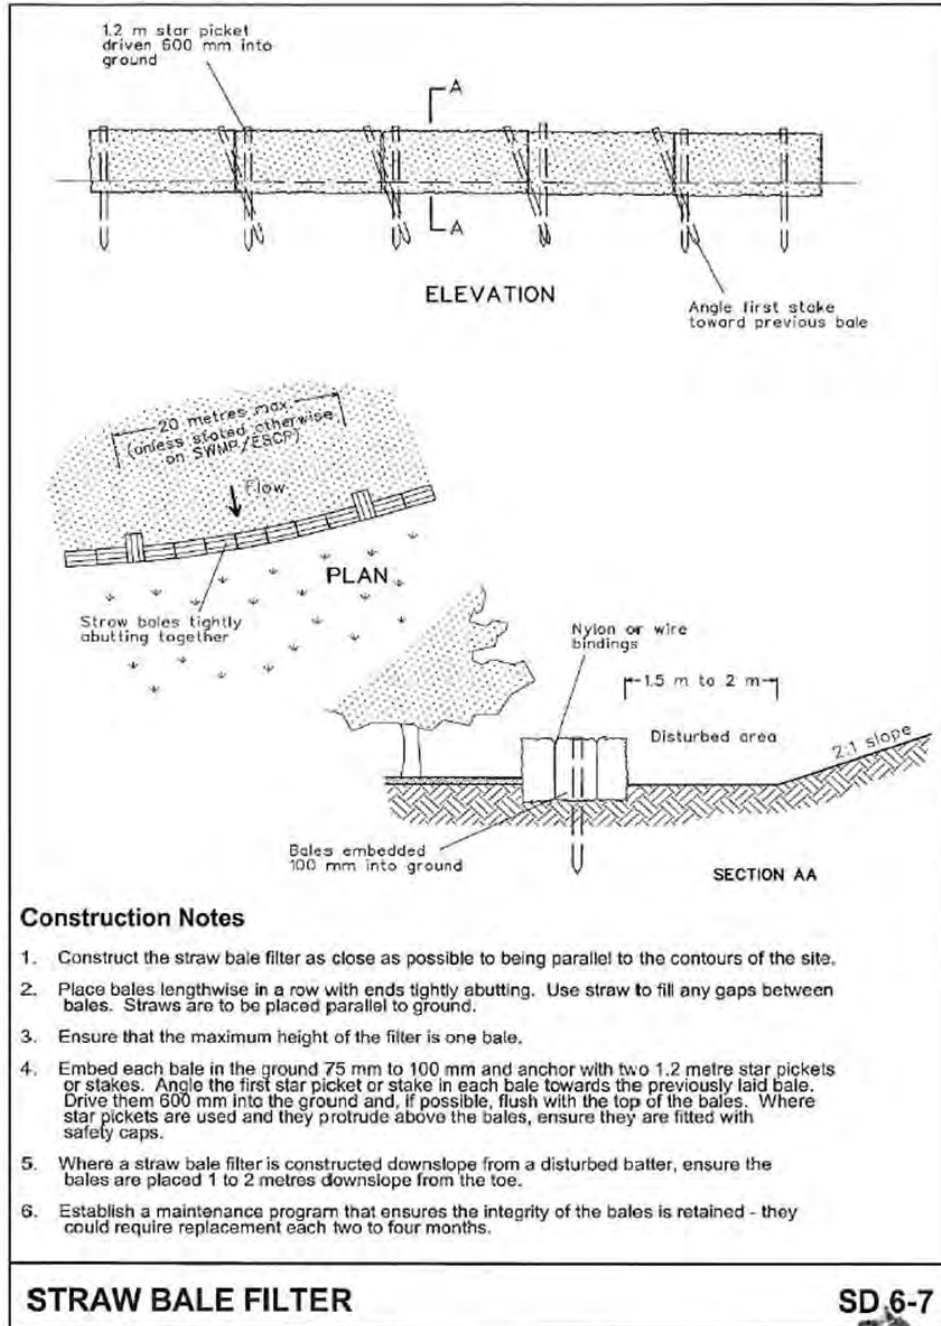 1.2 m star picket
driven 600 mm into
ground
A
A
ELEVATION
Angle first stake
toward previous bale
20 metres max.
(unless stated otherwise
on SWMP/ESCP)
Flow
PLAN
Straw bales tightly
abutting together
Nylon or wire
bindings
1.5 m to 2 m
Disturbed area
2:1 slope
Bales embedded
100 mm into ground
SECTION AA
Construction Notes
1. Construct the straw bale filter as close as possible to being parallel to the contours of the site.
2. Place bales lengthwise in a row with ends tightly abutting. Use straw to fill any gaps between
bales. Straws are to be placed parallel to ground.
3. Ensure that the maximum height of the filter is one bale.
4. Embed each bale in the ground 75 mm to 100 mm and anchor with two 1.2 metre star pickets
or stakes. Angle the first star picket or stake in each bale towards the previously laid bale.
Drive them 600 mm into the ground and, if possible, flush with the top of the bales. Where
star pickets are used and they protrude above the bales, ensure they are fitted with
safety caps.
5. Where a straw bale filter is constructed downslope from a disturbed batter, ensure the
bales are placed 1 to 2 metres downslope from the toe.
6. Establish a maintenance program that ensures the integrity of the bales is retained - they
could require replacement each two to four months.
STRAW BALE FILTER
SD 6-7